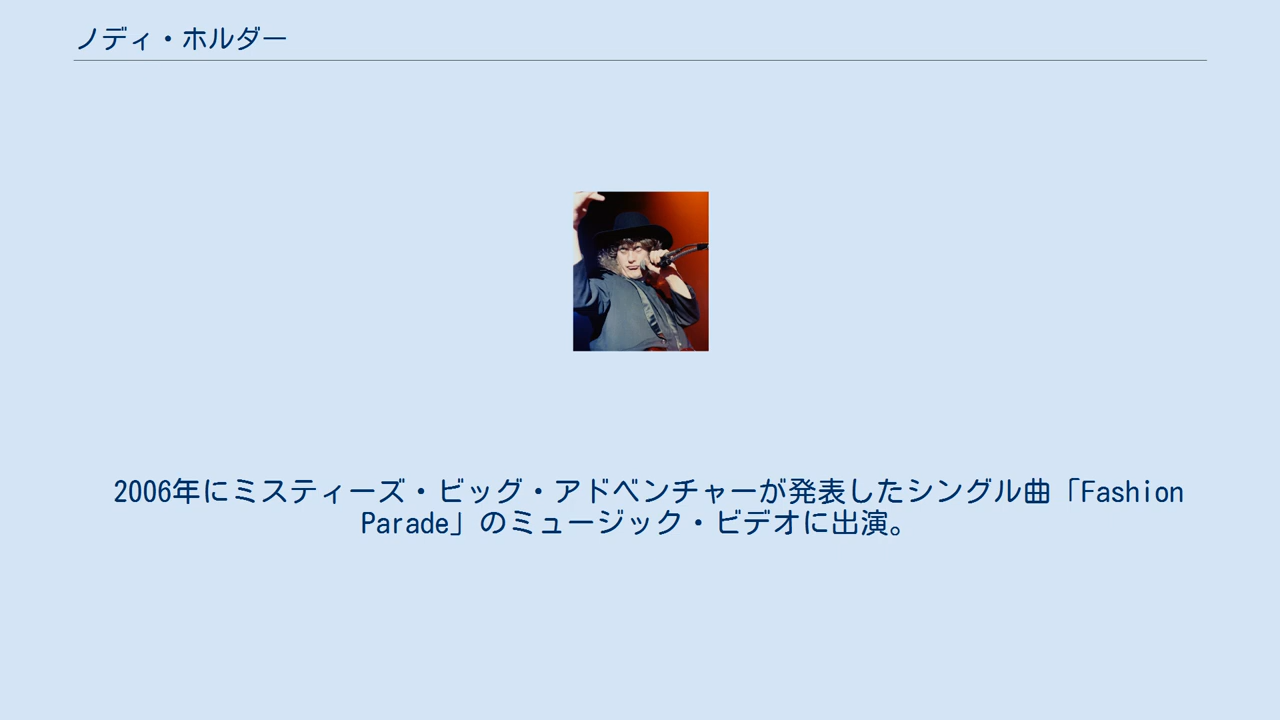 ノディ・ホルダー
2006年にミスティーズ・ビッグ・アドベンチャーが発表したシングル曲「Fashion
Parade」のミュージック・ビデオに出演。